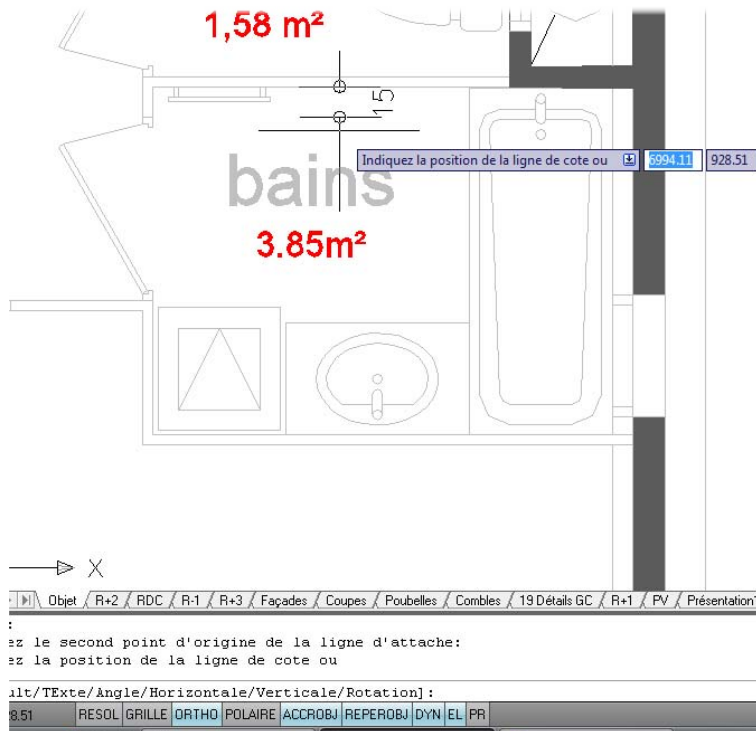 1,58 m²
15
Indiquez la position de la ligne de cote ou 6994.11 928.51
bains
3.85m²
X
Objet / R+2 / RDC / R-1 / R+3 / Façades / Coupes / Poubelles / Combles / 19 Détails GC / R+1 / PV / Présentation1
:
ez le second point d'origine de la ligne d'attache:
ez la position de la ligne de cote ou
ult/TExte/Angle/Horizontale/Verticale/Rotation]:
8.51 RESOL GRILLE ORTHO POLAIRE ACCROBJ REPEROBJ DYN EL PR